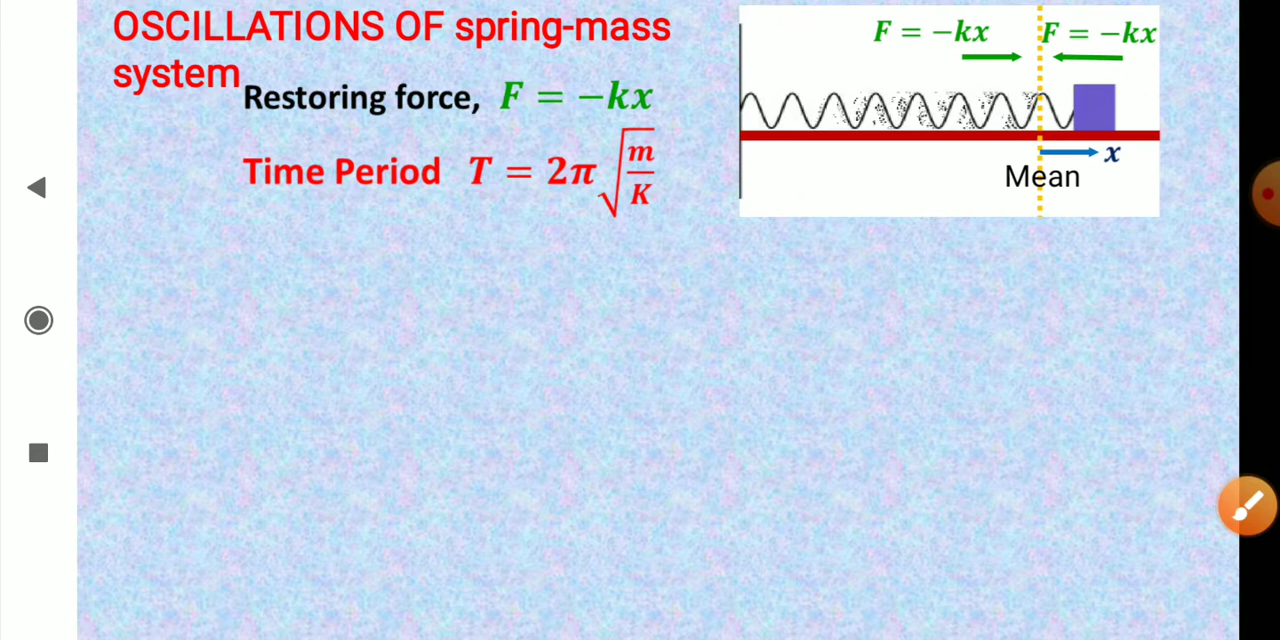 OSCILLATIONS OF spring-mass
system
Restoring force, F = −kx
Time Period T = 2π√(m/K)
F = −kx F = −kx
x
Mean